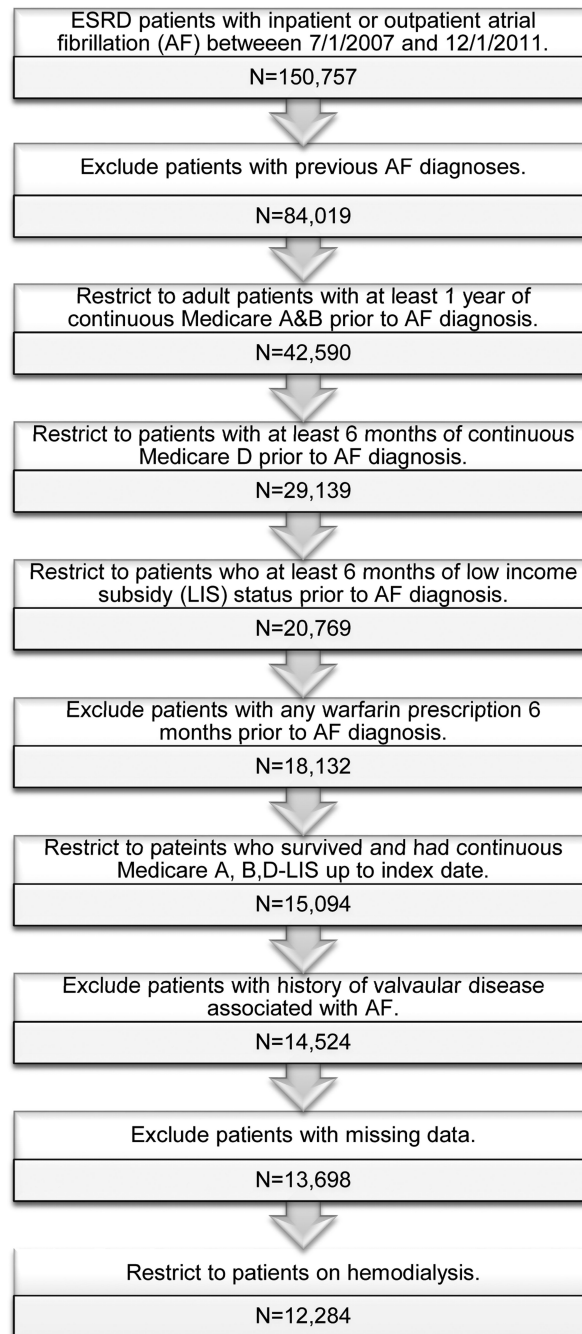 ESRD patients with inpatient or outpatient atrial
fibrillation (AF) betweeen 7/1/2007 and 12/1/2011.
N=150,757
Exclude patients with previous AF diagnoses.
N=84,019
Restrict to adult patients with at least 1 year of
continuous Medicare A&B prior to AF diagnosis.
N=42,590
Restrict to patients with at least 6 months of continuous
Medicare D prior to AF diagnosis.
N=29,139
Restrict to patients who at least 6 months of low income
subsidy (LIS) status prior to AF diagnosis.
N=20,769
Exclude patients with any warfarin prescription 6
months prior to AF diagnosis.
N=18,132
Restrict to pateints who survived and had continuous
Medicare A, B,D-LIS up to index date.
N=15,094
Exclude patients with history of valvaular disease
associated with AF.
N=14,524
Exclude patients with missing data.
N=13,698
Restrict to patients on hemodialysis.
N=12,284